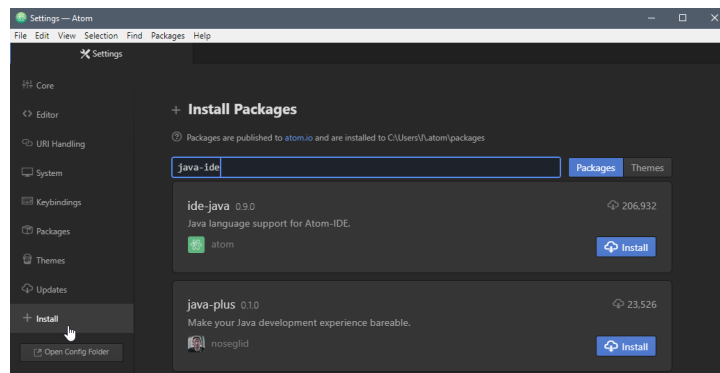 Settings — Atom
File Edit View Selection Find Packages Help
Settings
Core
Editor
URI Handling
System
Keybindings
Packages
Themes
Updates
Install
Open Config Folder
Install Packages
Packages are published to atom.io and are installed to C:\Users\I\.atom\packages
java-ide
Packages Themes
ide-java 0.9.0
206,932
Java language support for Atom-IDE.
atom
Install
java-plus 0.1.0
23,526
Make your Java development experience bareable.
noseglid
Install